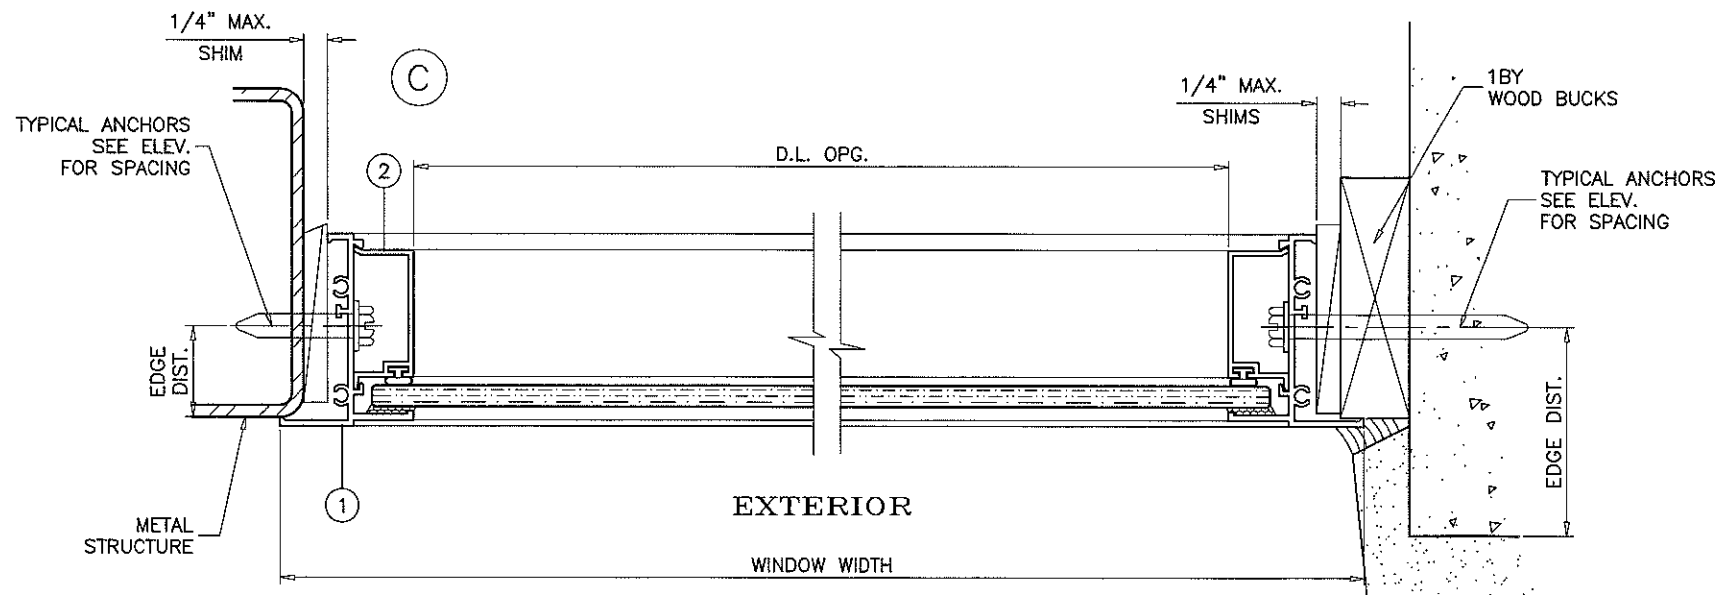 1/4" MAX.
SHIM
C
TYPICAL ANCHORS
SEE ELEV.
FOR SPACING
2
D.L. OPG.
1/4" MAX.
SHIMS
1BY
WOOD BUCKS
TYPICAL ANCHORS
SEE ELEV.
FOR SPACING
EDGE
DIST.
EDGE DIST.
1
METAL
STRUCTURE
EXTERIOR
WINDOW WIDTH